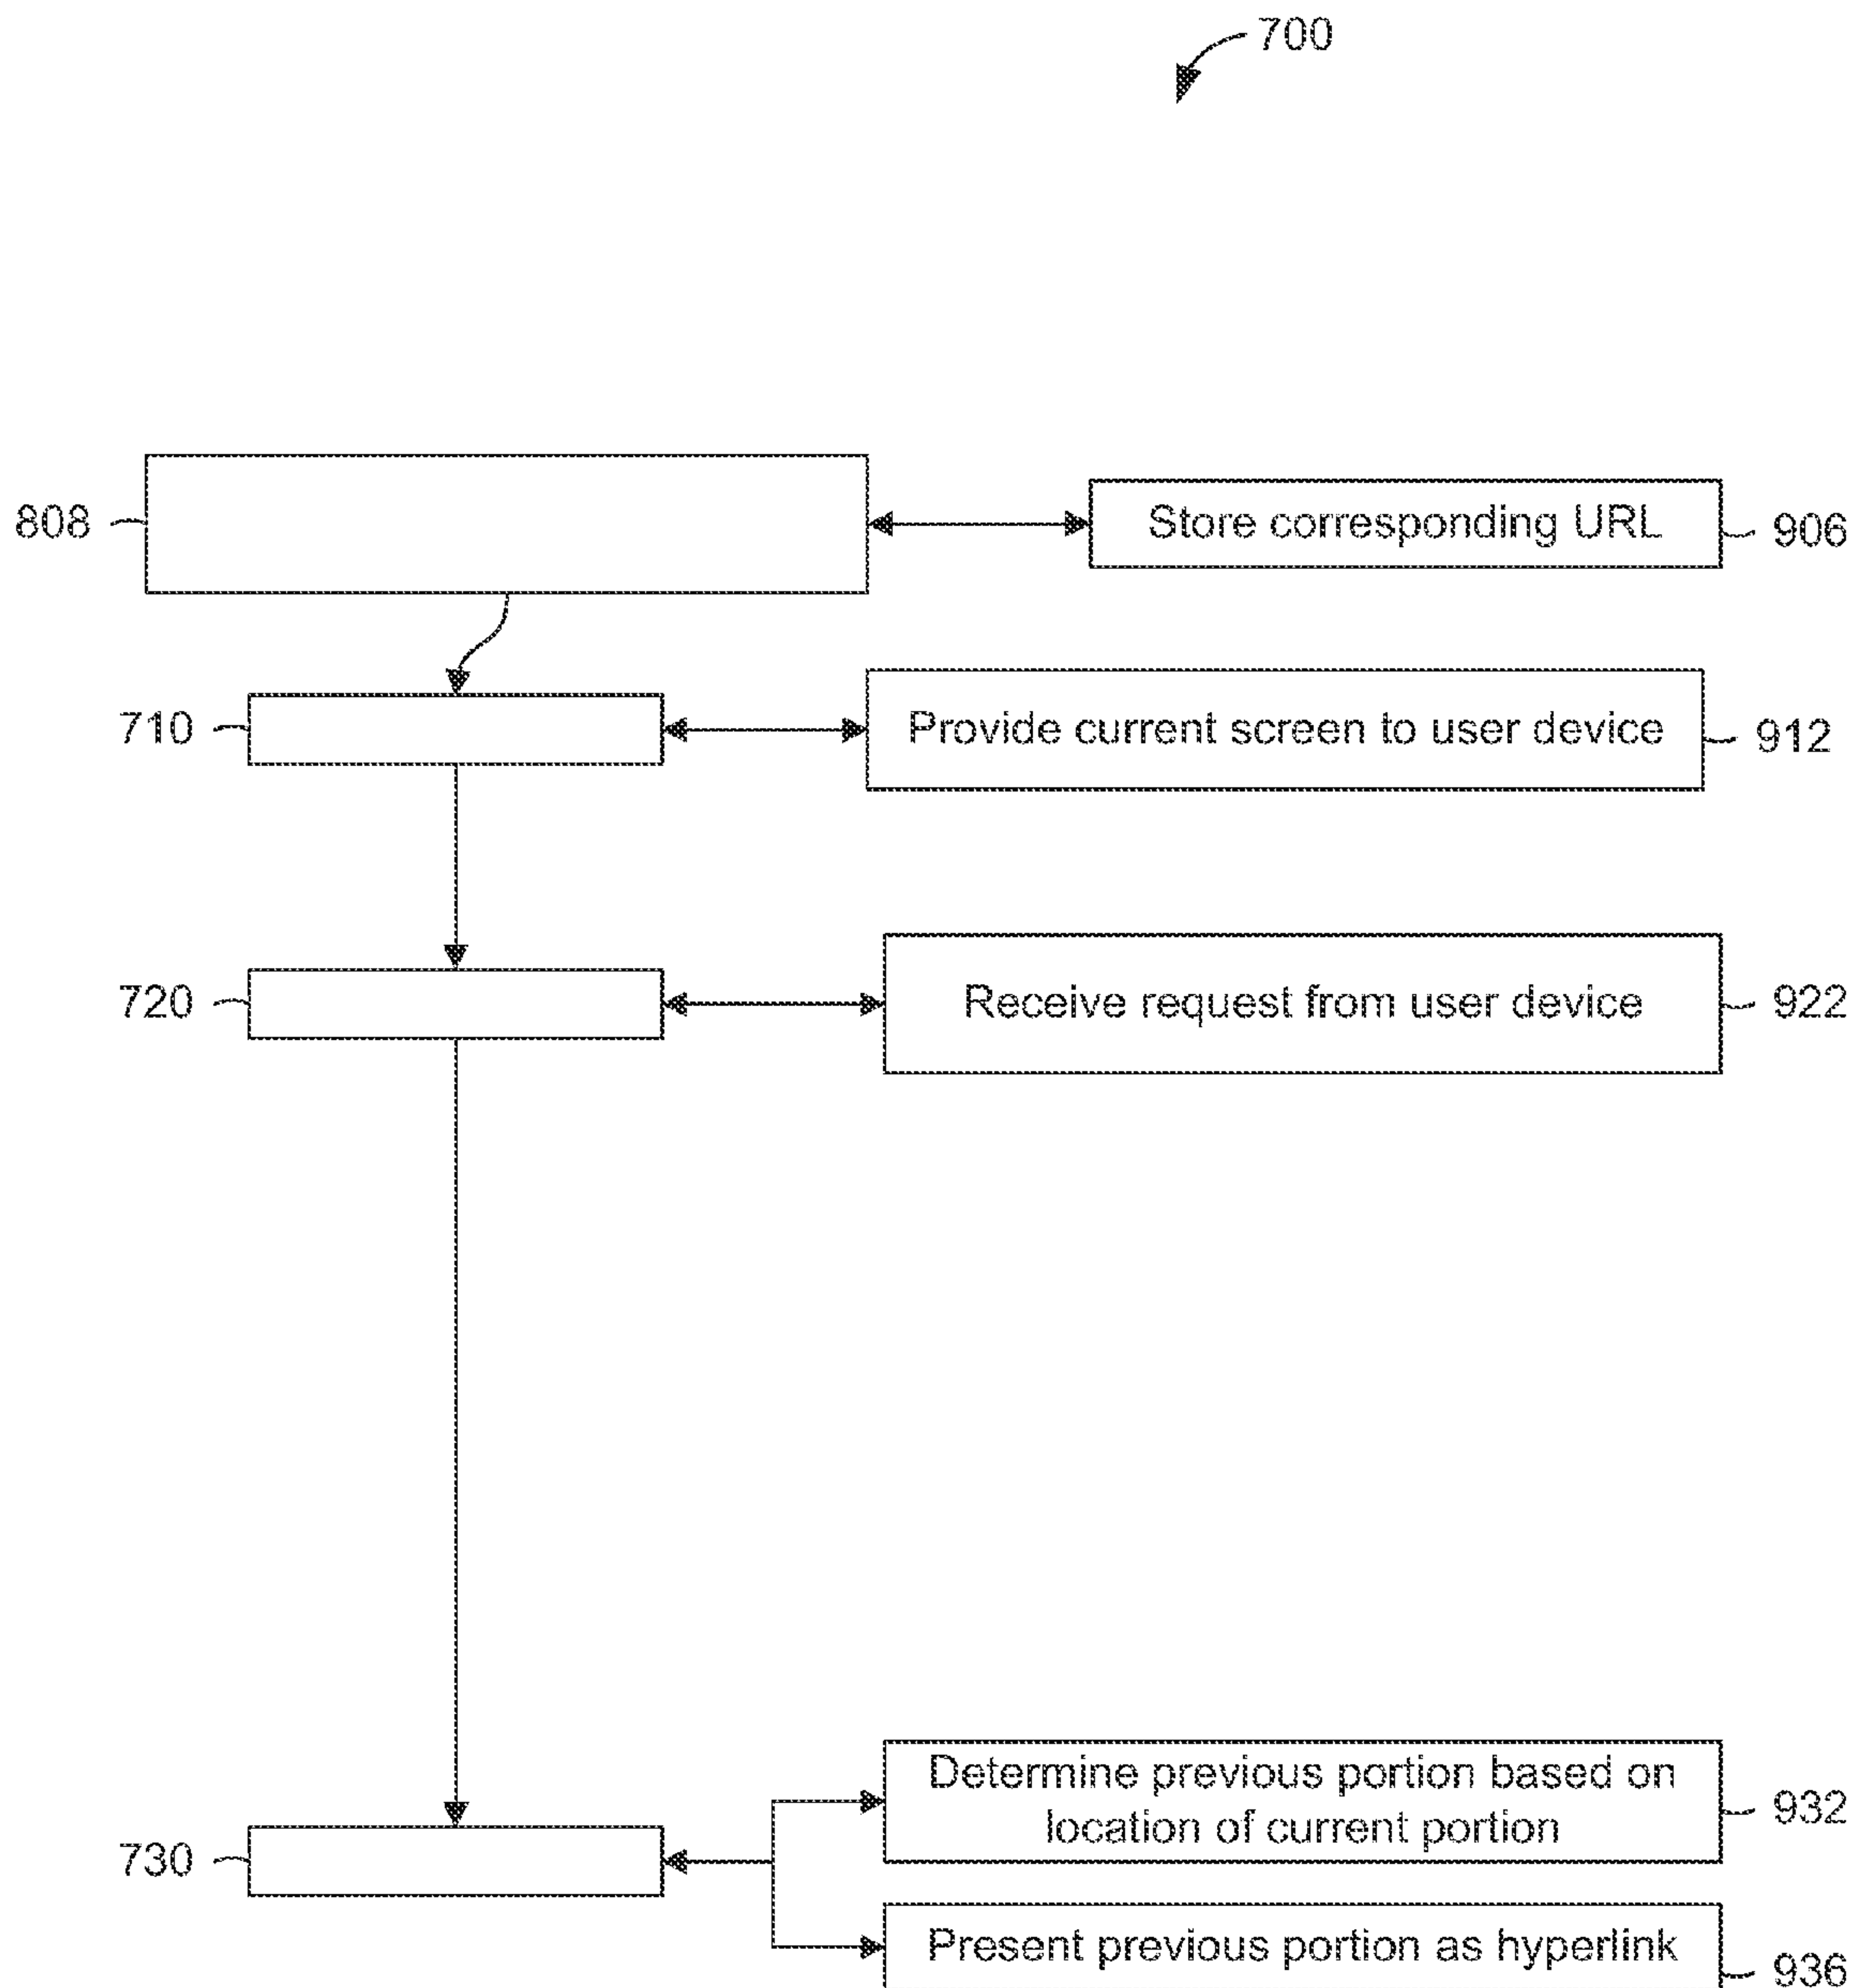 700
808
Store corresponding URL
906
710
Provide current screen to user device
912
720
Receive request from user device
922
730
Determine previous portion based on
location of current portion
932
Present previous portion as hyperlink
936